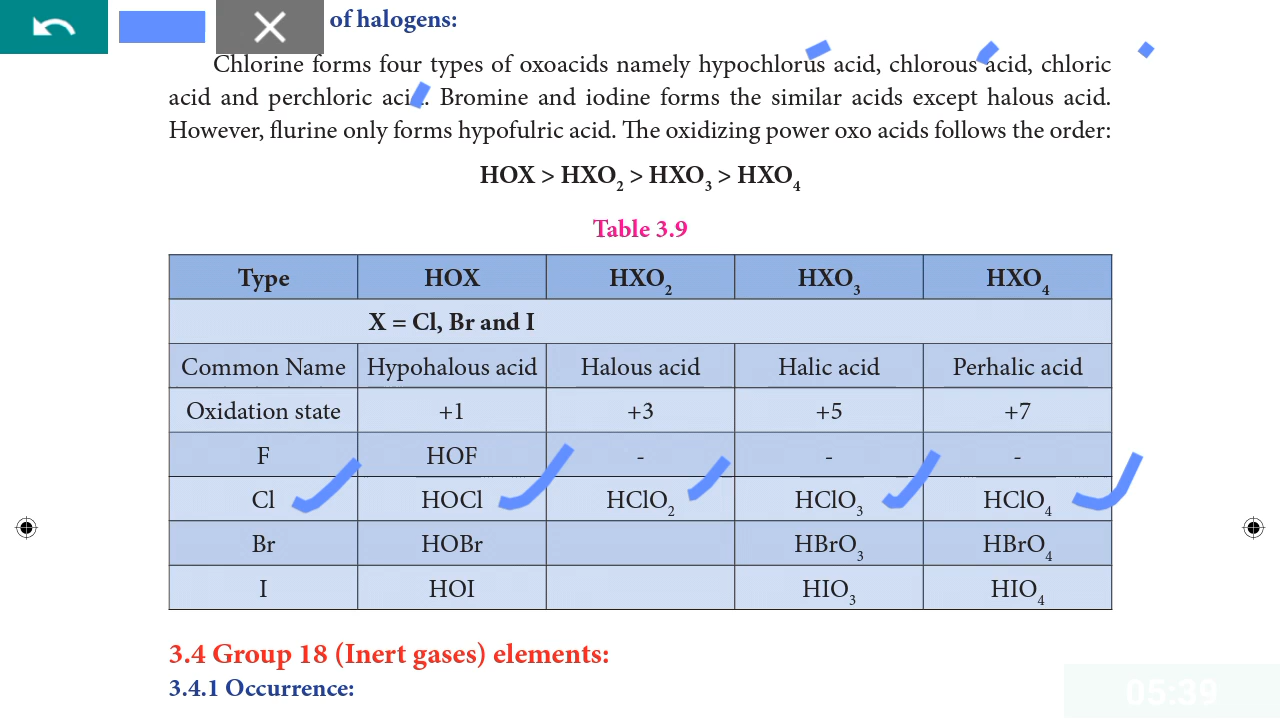 of halogens:
Chlorine forms four types of oxoacids namely hypochlorus acid, chlorous acid, chloric
acid and perchloric acid. Bromine and iodine forms the similar acids except halous acid.
However, flurine only forms hypofulric acid. The oxidizing power oxo acids follows the order:
HOX > HXO₂ > HXO₃ > HXO₄
Table 3.9
Type HOX HXO₂ HXO₃ HXO₄
X = Cl, Br and I
Common Name Hypohalous acid Halous acid Halic acid Perhalic acid
Oxidation state +1 +3 +5 +7
F HOF - - -
Cl HOCl HClO₂ HClO₃ HClO₄
Br HOBr HBrO₃ HBrO₄
I HOI HIO₃ HIO₄
3.4 Group 18 (Inert gases) elements:
3.4.1 Occurrence:
05:39